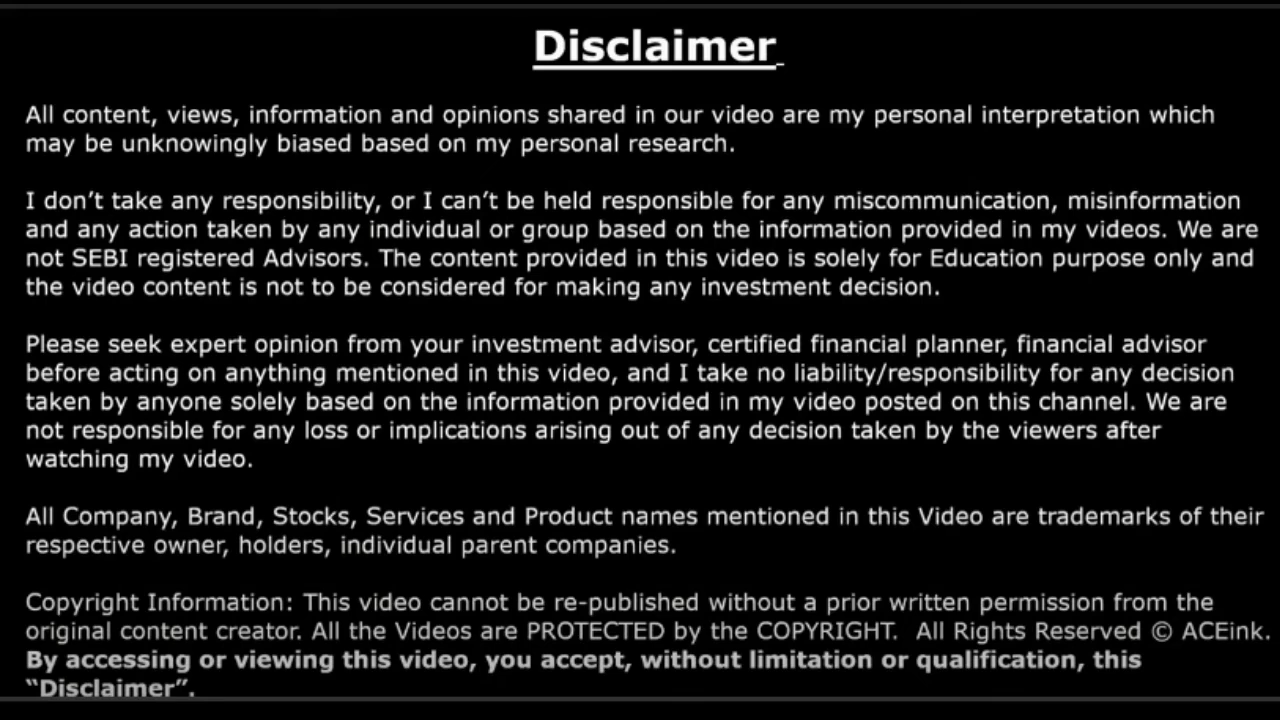 Disclaimer
All content, views, information and opinions shared in our video are my personal interpretation which
may be unknowingly biased based on my personal research.
I don’t take any responsibility, or I can’t be held responsible for any miscommunication, misinformation
and any action taken by any individual or group based on the information provided in my videos. We are
not SEBI registered Advisors. The content provided in this video is solely for Education purpose only and
the video content is not to be considered for making any investment decision.
Please seek expert opinion from your investment advisor, certified financial planner, financial advisor
before acting on anything mentioned in this video, and I take no liability/responsibility for any decision
taken by anyone solely based on the information provided in my video posted on this channel. We are
not responsible for any loss or implications arising out of any decision taken by the viewers after
watching my video.
All Company, Brand, Stocks, Services and Product names mentioned in this Video are trademarks of their
respective owner, holders, individual parent companies.
Copyright Information: This video cannot be re-published without a prior written permission from the
original content creator. All the Videos are PROTECTED by the COPYRIGHT.  All Rights Reserved © ACEink.
By accessing or viewing this video, you accept, without limitation or qualification, this
“Disclaimer”.